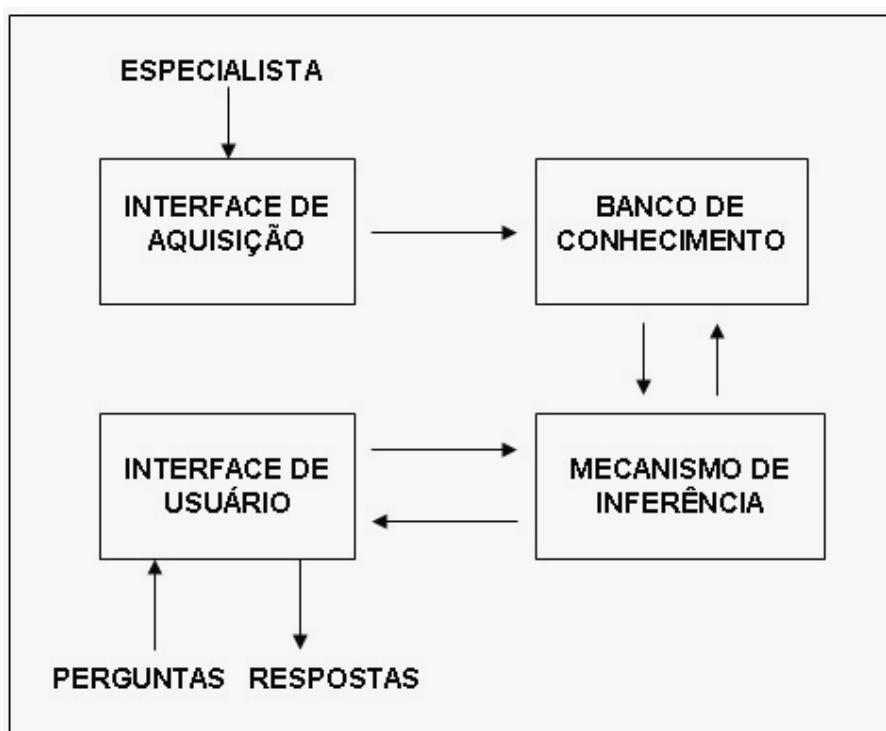 ESPECIALISTA
INTERFACE DE
AQUISIÇÃO
BANCO DE
CONHECIMENTO
INTERFACE DE
USUÁRIO
MECANISMO DE
INFERÊNCIA
PERGUNTAS RESPOSTAS